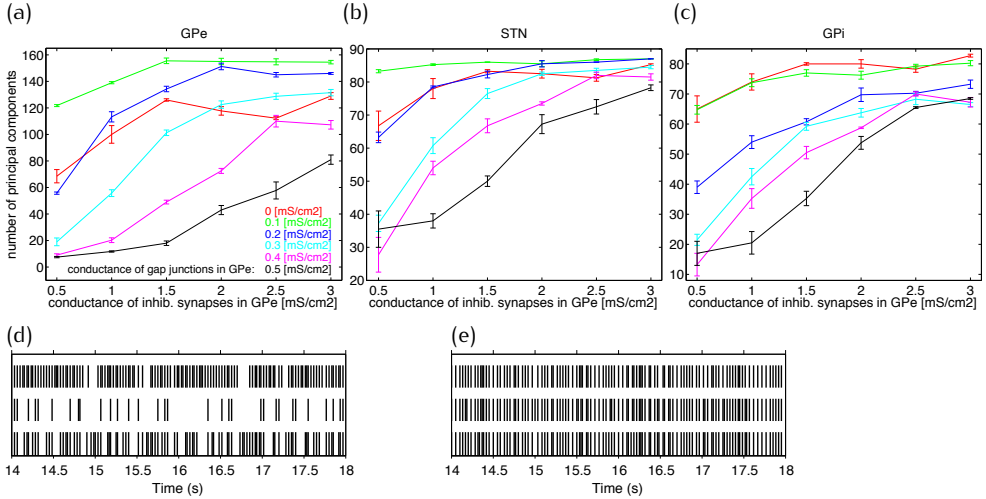 (a)
GPe
number of principal components
160
140
120
100
80
60
40
20
0
0 [mS/cm2]
0.1 [mS/cm2]
0.2 [mS/cm2]
0.3 [mS/cm2]
0.4 [mS/cm2]
conductance of gap junctions in GPe: 0.5 [mS/cm2]
0.5 1 1.5 2 2.5 3
conductance of inhib. synapses in GPe [mS/cm2]
(b)
STN
90
80
70
60
50
40
30
20
0.5 1 1.5 2 2.5 3
conductance of inhib. synapses in GPe [mS/cm2]
(c)
GPi
80
70
60
50
40
30
20
10
0.5 1 1.5 2 2.5 3
conductance of inhib. synapses in GPe [mS/cm2]
(d)
14 14.5 15 15.5 16 16.5 17 17.5 18
Time (s)
(e)
14 14.5 15 15.5 16 16.5 17 17.5 18
Time (s)